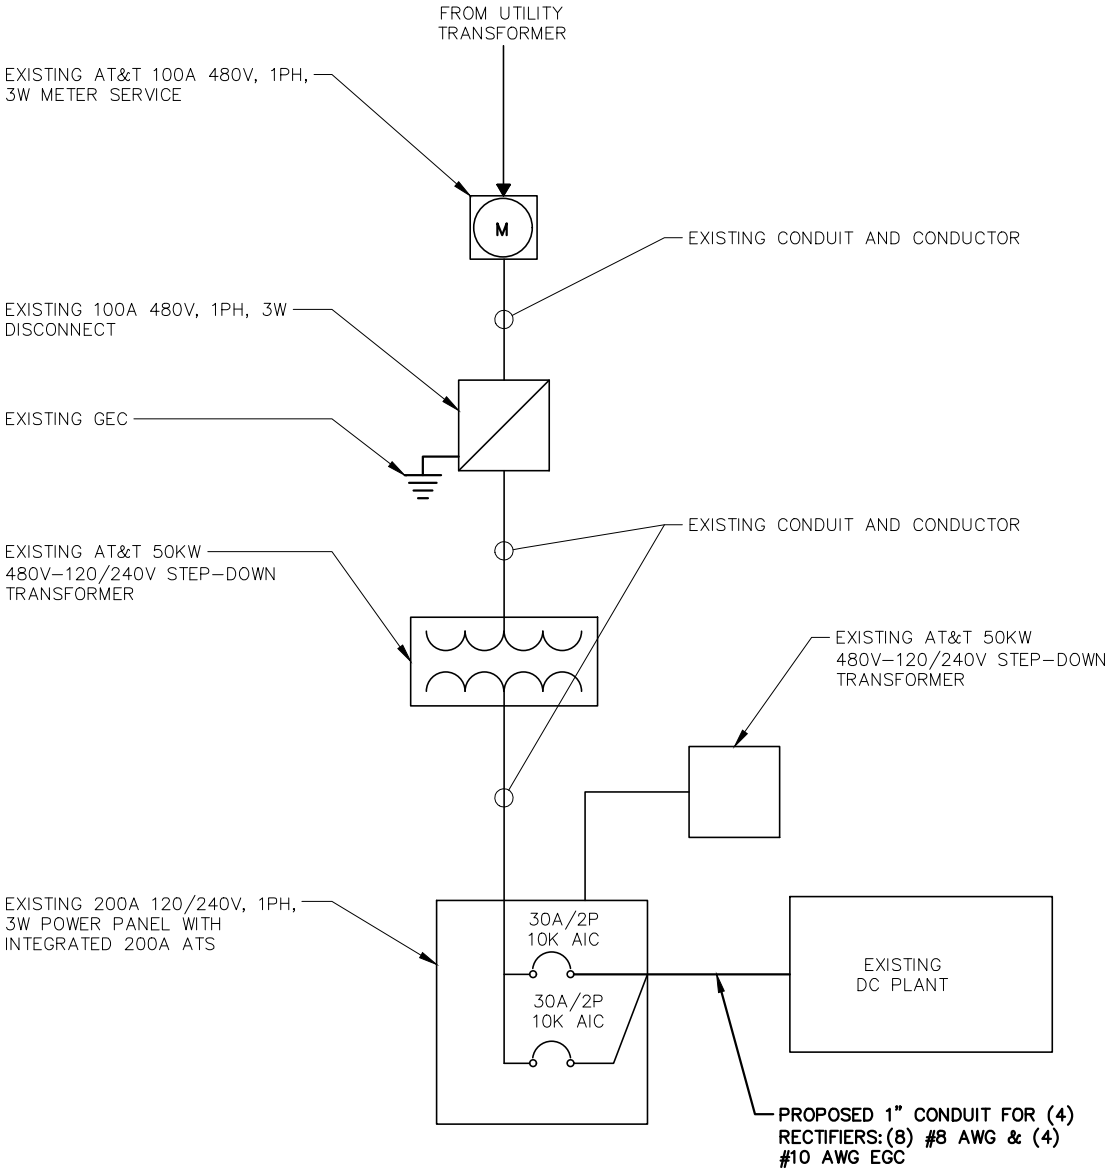 FROM UTILITY
TRANSFORMER
EXISTING AT&T 100A 480V, 1PH,
3W METER SERVICE
M
EXISTING CONDUIT AND CONDUCTOR
EXISTING 100A 480V, 1PH, 3W
DISCONNECT
EXISTING GEC
EXISTING CONDUIT AND CONDUCTOR
EXISTING AT&T 50KW
480V-120/240V STEP-DOWN
TRANSFORMER
EXISTING AT&T 50KW
480V-120/240V STEP-DOWN
TRANSFORMER
EXISTING 200A 120/240V, 1PH,
3W POWER PANEL WITH
INTEGRATED 200A ATS
30A/2P
10K AIC
30A/2P
10K AIC
EXISTING
DC PLANT
PROPOSED 1" CONDUIT FOR (4)
RECTIFIERS:(8) #8 AWG & (4)
#10 AWG EGC